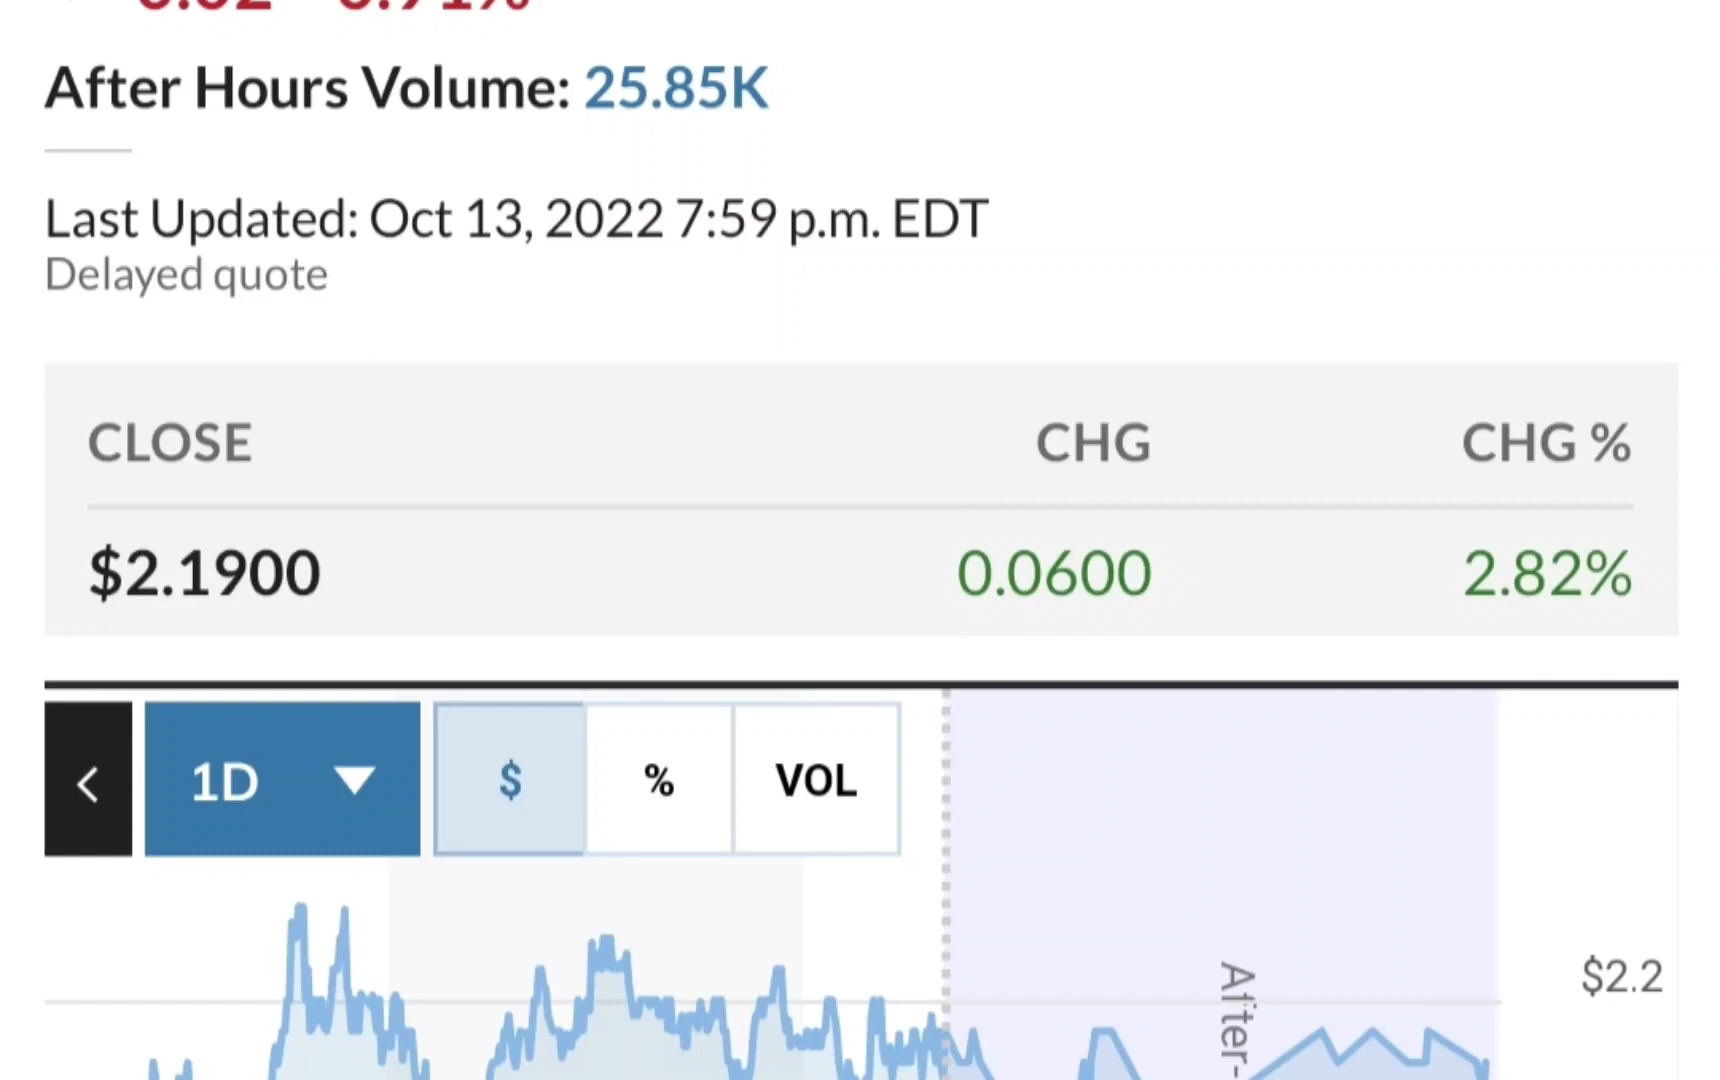 After Hours Volume: 25.85K
Last Updated: Oct 13, 2022 7:59 p.m. EDT
Delayed quote
CLOSE CHG CHG %
$2.1900 0.0600 2.82%
1D $ % VOL
$2.2
After-